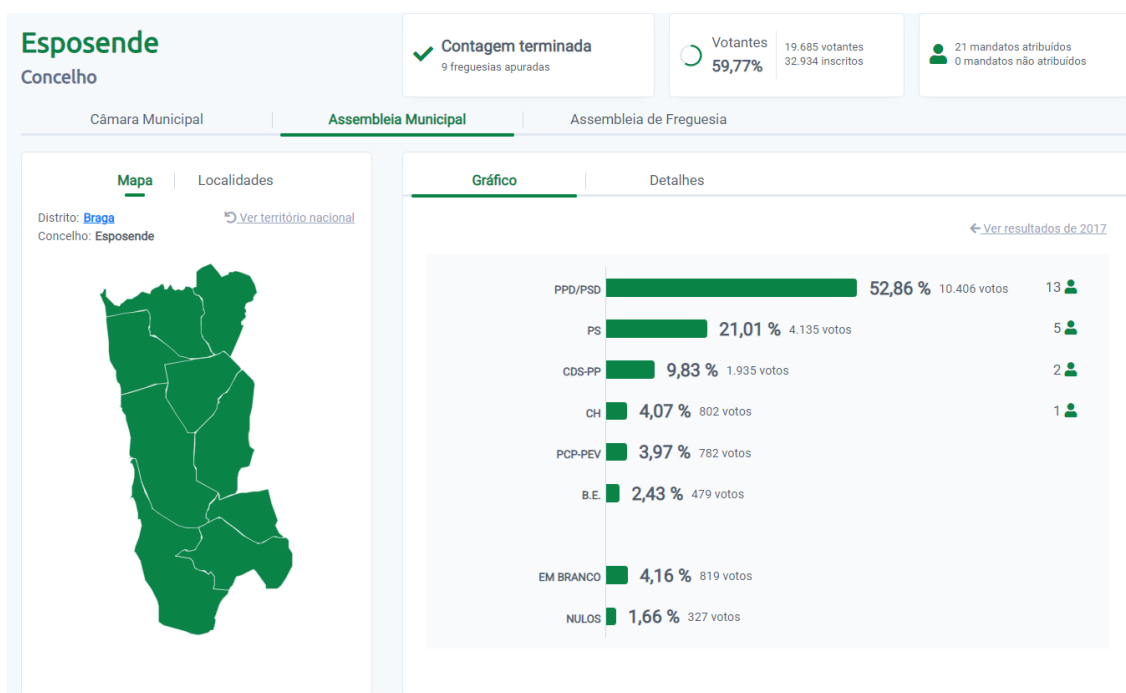 Esposende
Concelho
Contagem terminada
9 freguesias apuradas
Votantes
59,77%
19.685 votantes
32.934 inscritos
21 mandatos atribuídos
0 mandatos não atribuídos
Câmara Municipal
Assembleia Municipal
Assembleia de Freguesia
Mapa
Localidades
Distrito: Braga
Ver território nacional
Concelho: Esposende
Gráfico
Detalhes
Ver resultados de 2017
PPD/PSD 52,86 % 10.406 votos 13
PS 21,01 % 4.135 votos 5
CDS-PP 9,83 % 1.935 votos 2
CH 4,07 % 802 votos 1
PCP-PEV 3,97 % 782 votos
B.E. 2,43 % 479 votos
EM BRANCO 4,16 % 819 votos
NULOS 1,66 % 327 votos